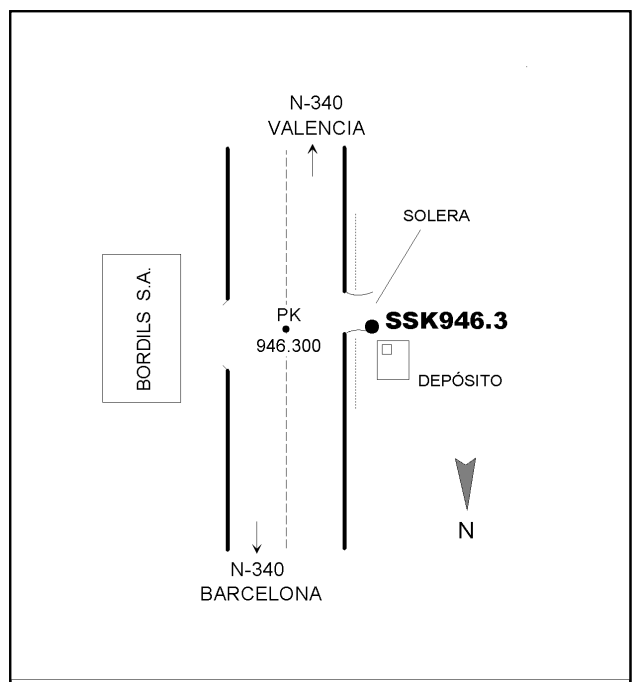 N-340
VALENCIA
SOLERA
BORDILS S.A.
PK
946.300
SSK946.3
DEPÓSITO
N
N-340
BARCELONA